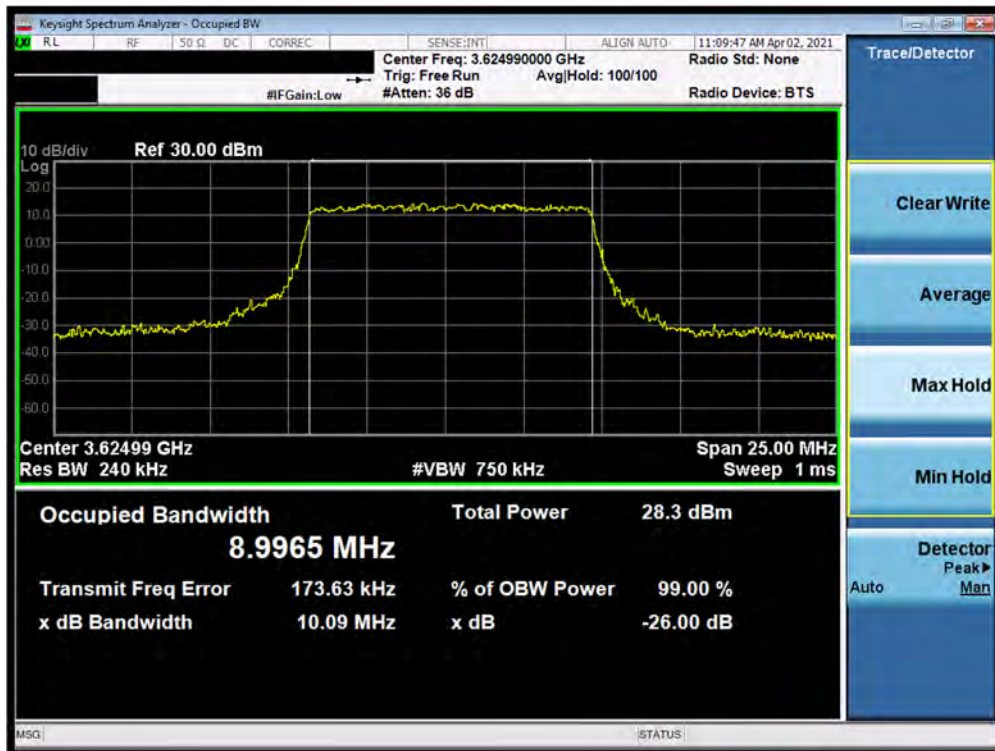 Keysight Spectrum Analyzer - Occupied BW
LXI RL RF 50 Ω DC CORREC SENSE:INT ALIGN AUTO 11:09:47 AM Apr 02, 2021
Center Freq: 3.624990000 GHz Radio Std: None
Trig: Free Run Avg|Hold: 100/100
#IFGain:Low #Atten: 36 dB Radio Device: BTS
Trace/Detector
10 dB/div Ref 30.00 dBm
Log
20.0
10.0
0.00
-10.0
-20.0
-30.0
-40.0
-50.0
-60.0
Center 3.62499 GHz Span 25.00 MHz
Res BW 240 kHz #VBW 750 kHz Sweep 1 ms
Occupied Bandwidth Total Power 28.3 dBm
8.9965 MHz
Transmit Freq Error 173.63 kHz % of OBW Power 99.00 %
x dB Bandwidth 10.09 MHz x dB -26.00 dB
Clear Write
Average
Max Hold
Min Hold
Detector
Peak▶
Auto Man
MSG STATUS